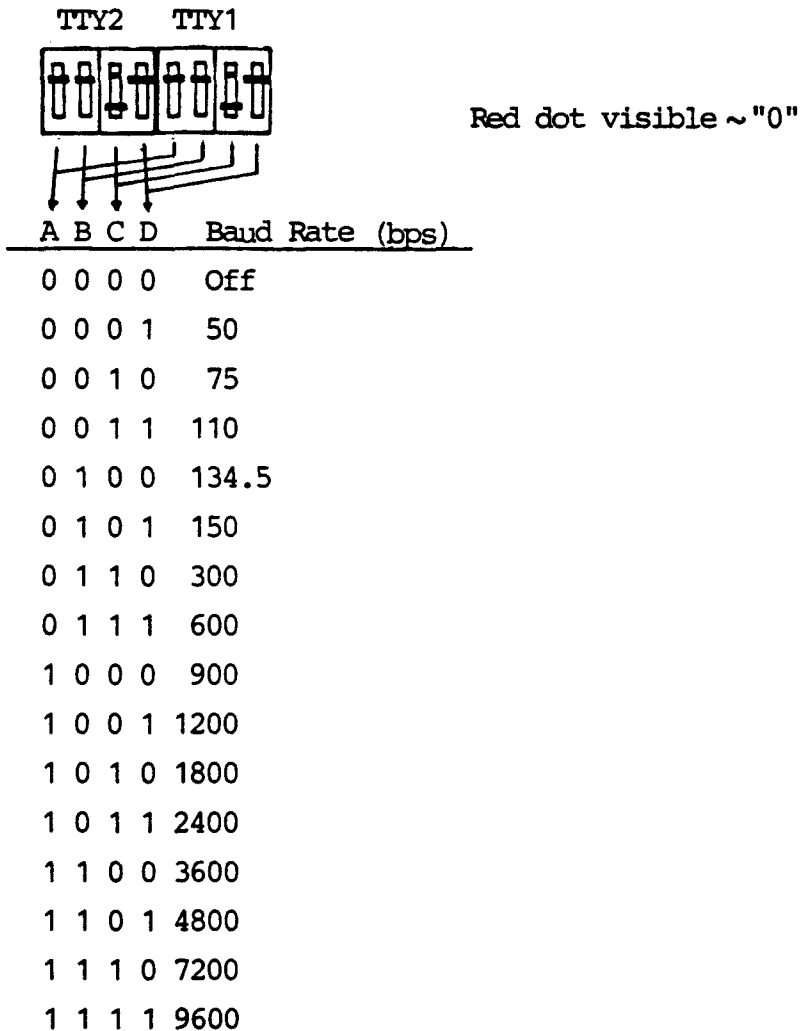 TTY2 TTY1
Red dot visible ~ "0"
A B C D Baud Rate (bps)
0 0 0 0 Off
0 0 0 1 50
0 0 1 0 75
0 0 1 1 110
0 1 0 0 134.5
0 1 0 1 150
0 1 1 0 300
0 1 1 1 600
1 0 0 0 900
1 0 0 1 1200
1 0 1 0 1800
1 0 1 1 2400
1 1 0 0 3600
1 1 0 1 4800
1 1 1 0 7200
1 1 1 1 9600